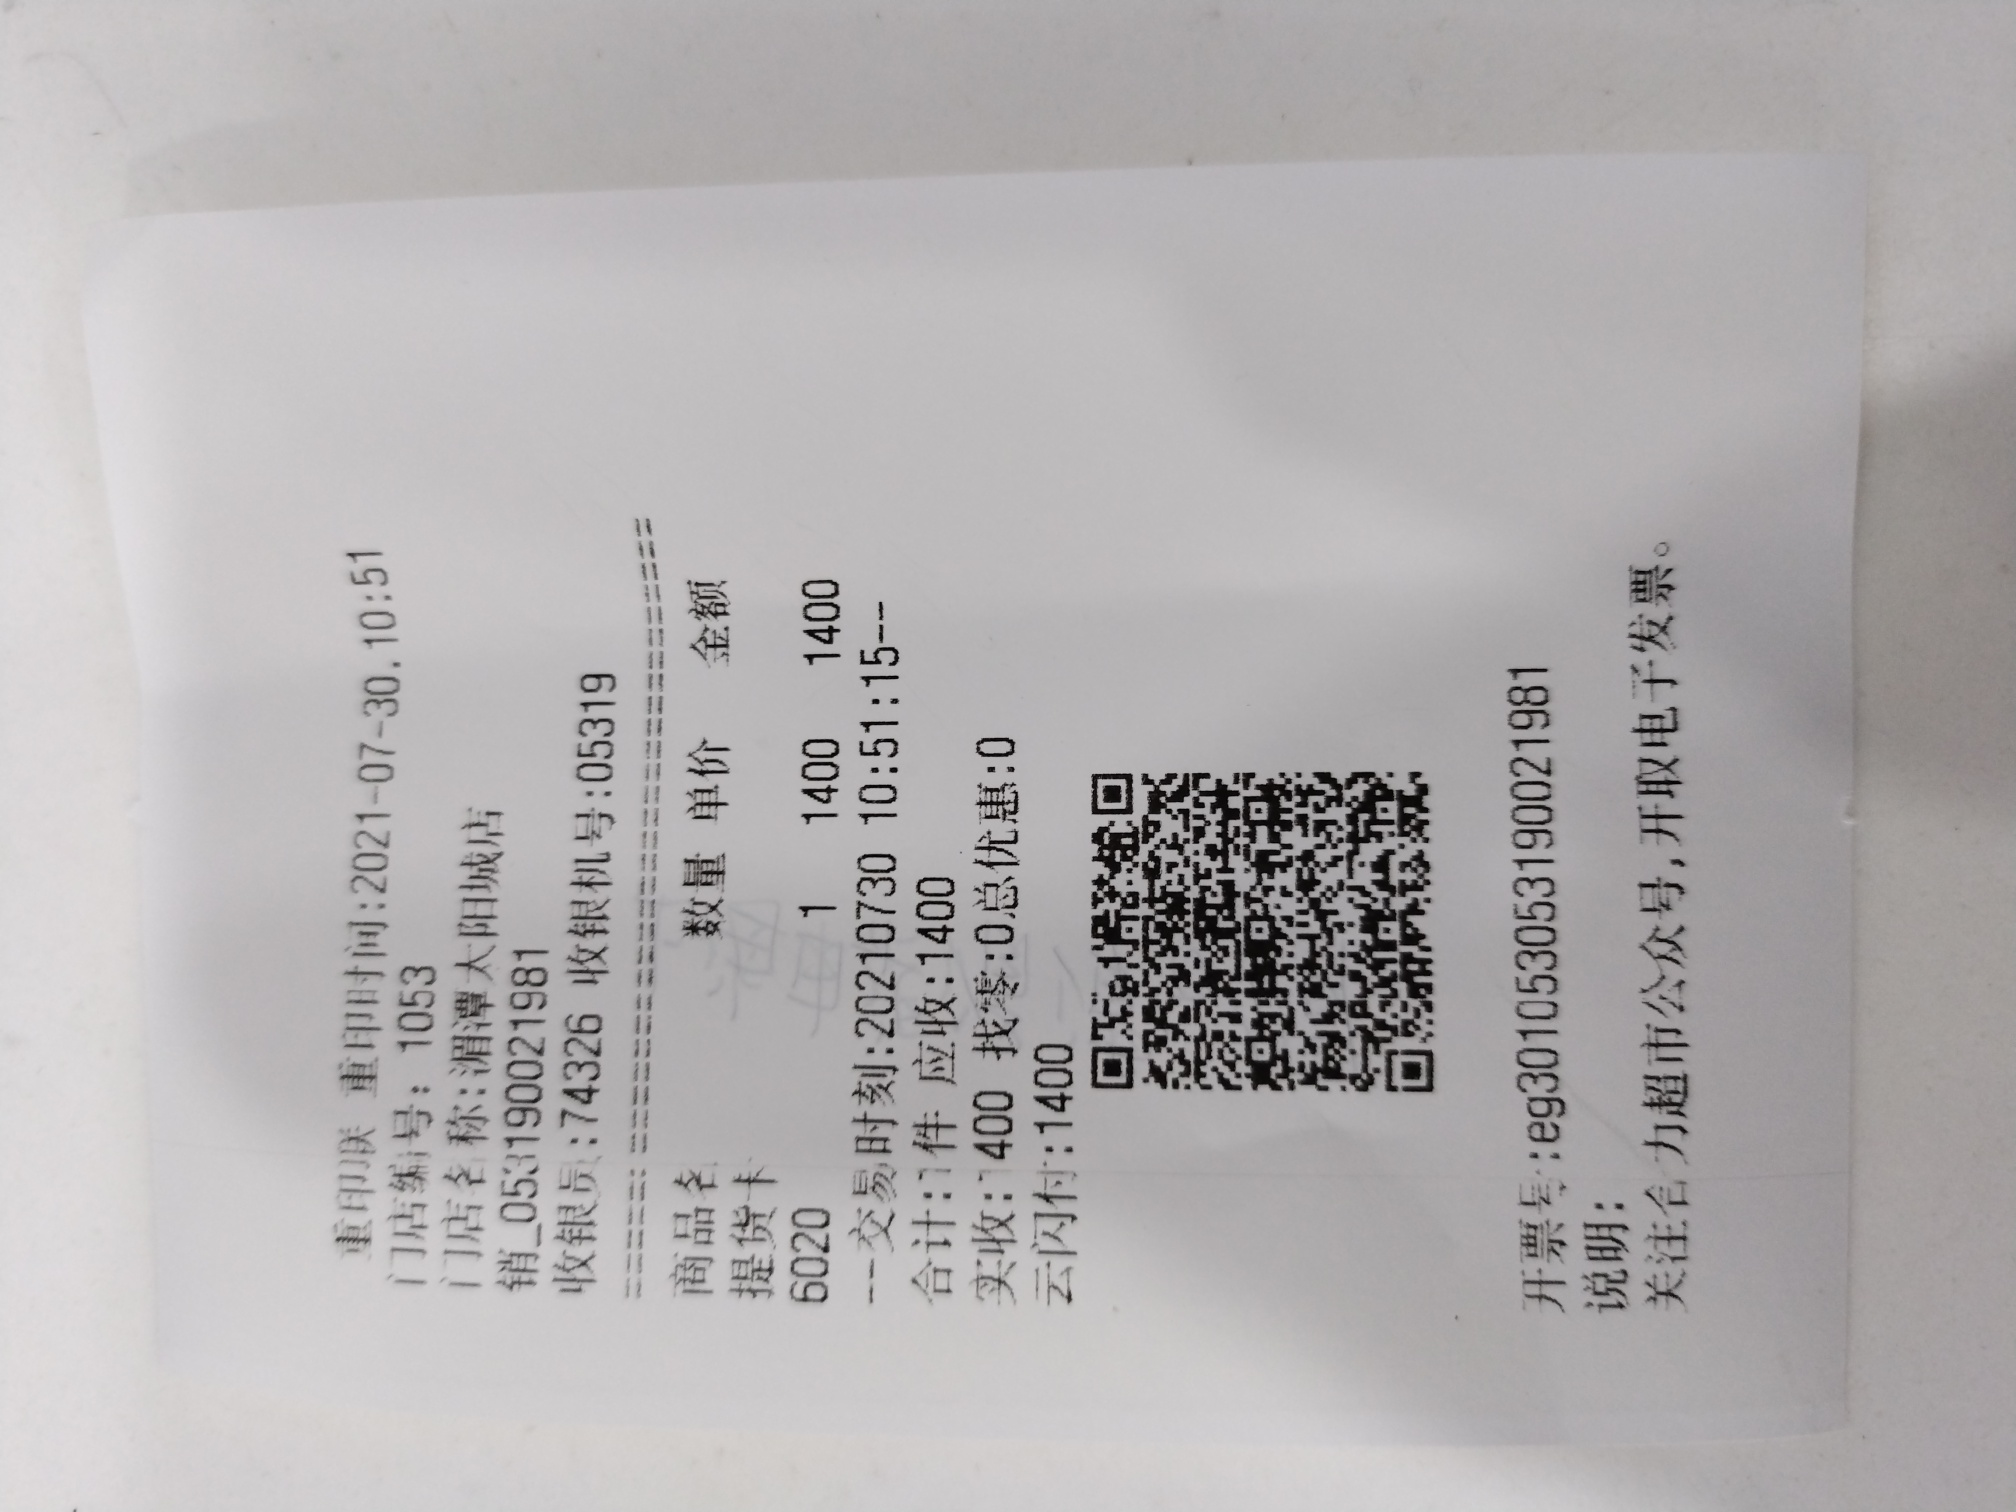 重印联 重印时间:2021-07-30.10:51
门店编号: 1053
门店名称:湄潭太阳城店
销_0531900021981
收银员:74326 收银机号:05319
商品名 数量 单价 金额
提货卡
6020 1 1400 1400
--交易时刻:20210730 10:51:15--
合计:1件 应收:1400
实收:1400 找零:0总优惠:0
云闪付:1400
开票号:eg301053053190021981
说明:
关注合力超市公众号,开取电子发票。